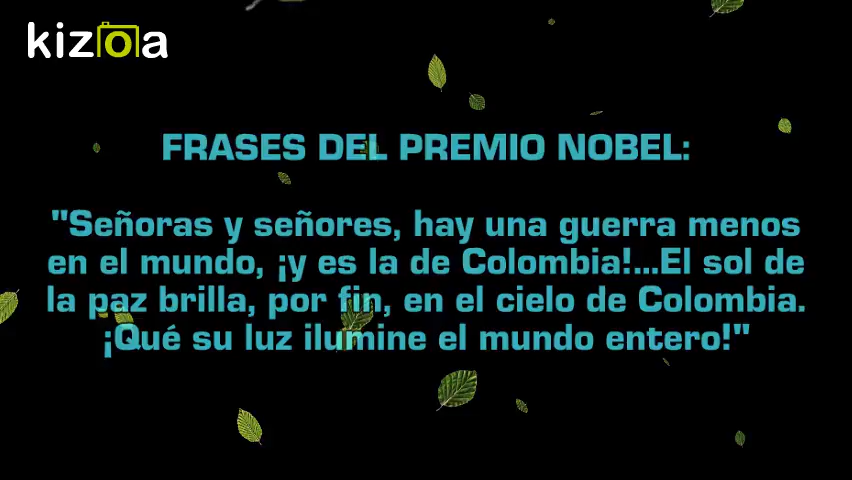 kizoa
FRASES DEL PREMIO NOBEL:
"Señoras y señores, hay una guerra menos
en el mundo, ¡y es la de Colombia!...El sol de
la paz brilla, por fin, en el cielo de Colombia.
¡Qué su luz ilumine el mundo entero!"